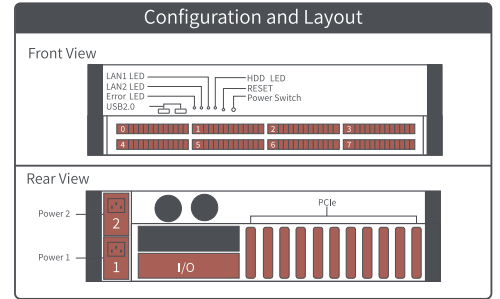 Configuration and Layout
Front View
LAN1 LED
HDD LED
LAN2 LED
RESET
Error LED
Power Switch
USB2.0
0 1 2 3
4 5 6 7
Rear View
PCIe
Power 2
2
Power 1
1
I/O